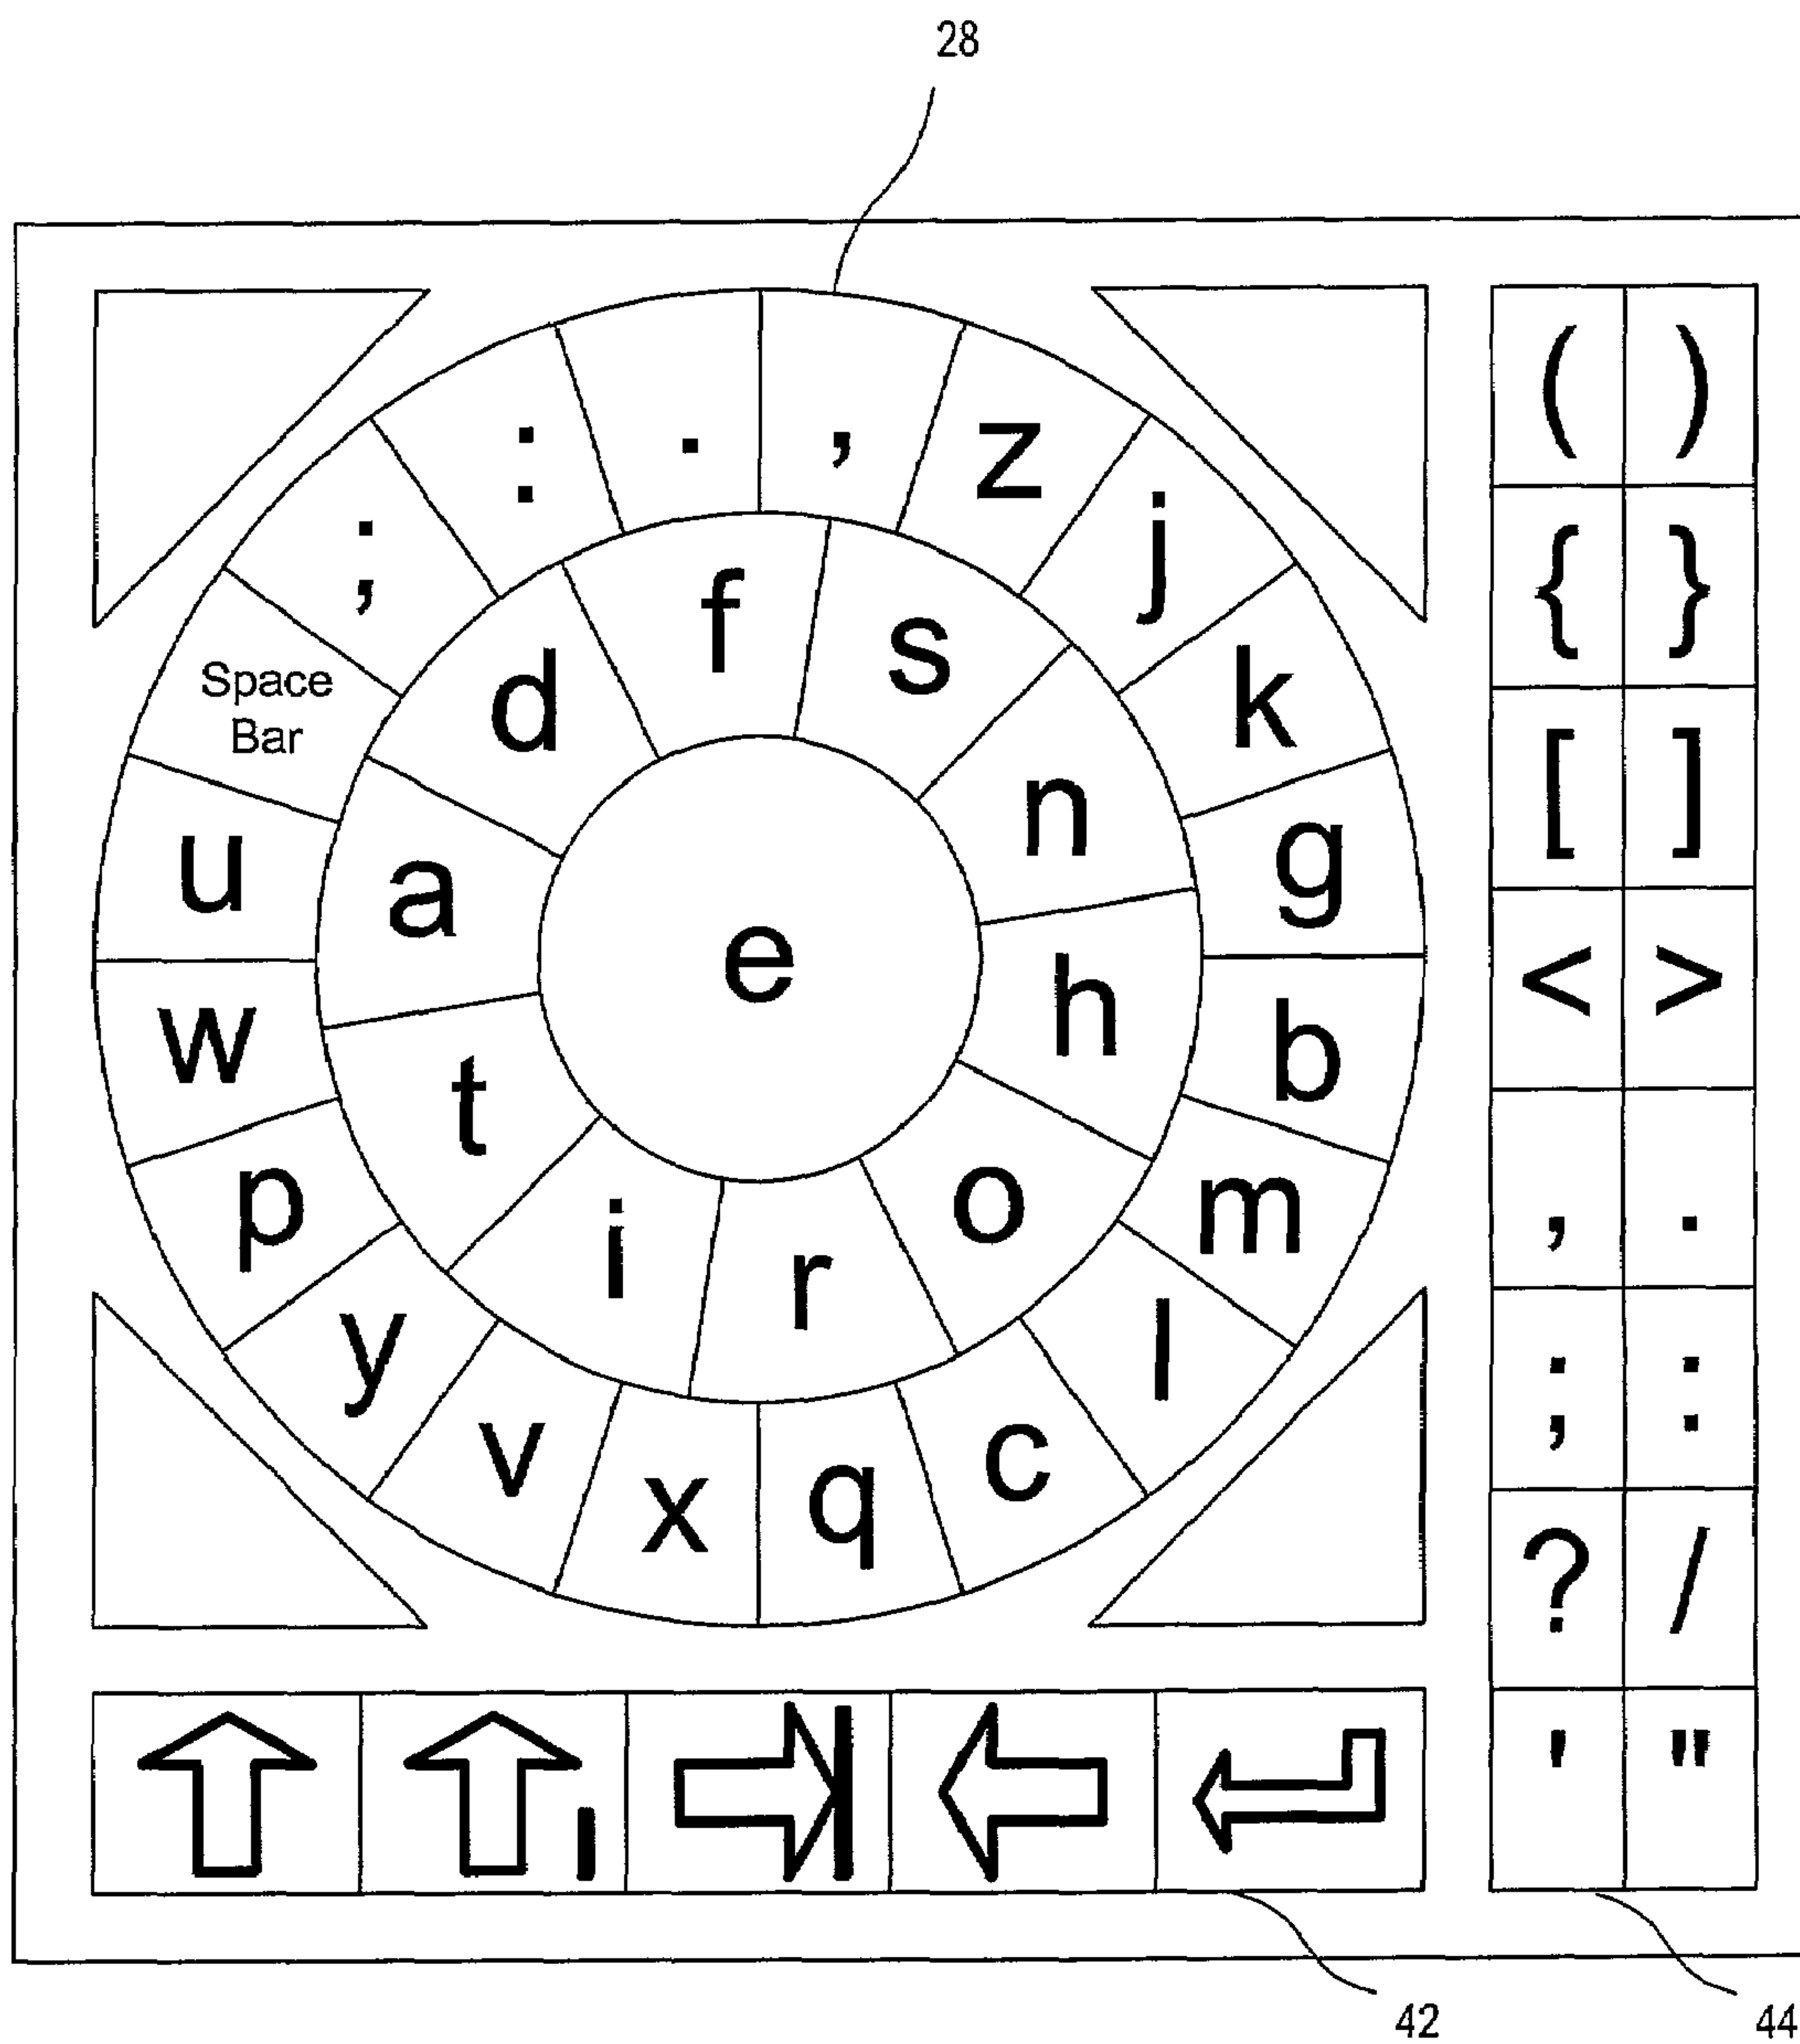 28
( )
. ,
: z
; j
f
s
{ }
d
k
Space
Bar
n
[ ]
u
a
g
e
< >
w
h
b
t
p
o
m
, .
i
r
y
l
v
c
; :
x
q
? /
' "
42
44